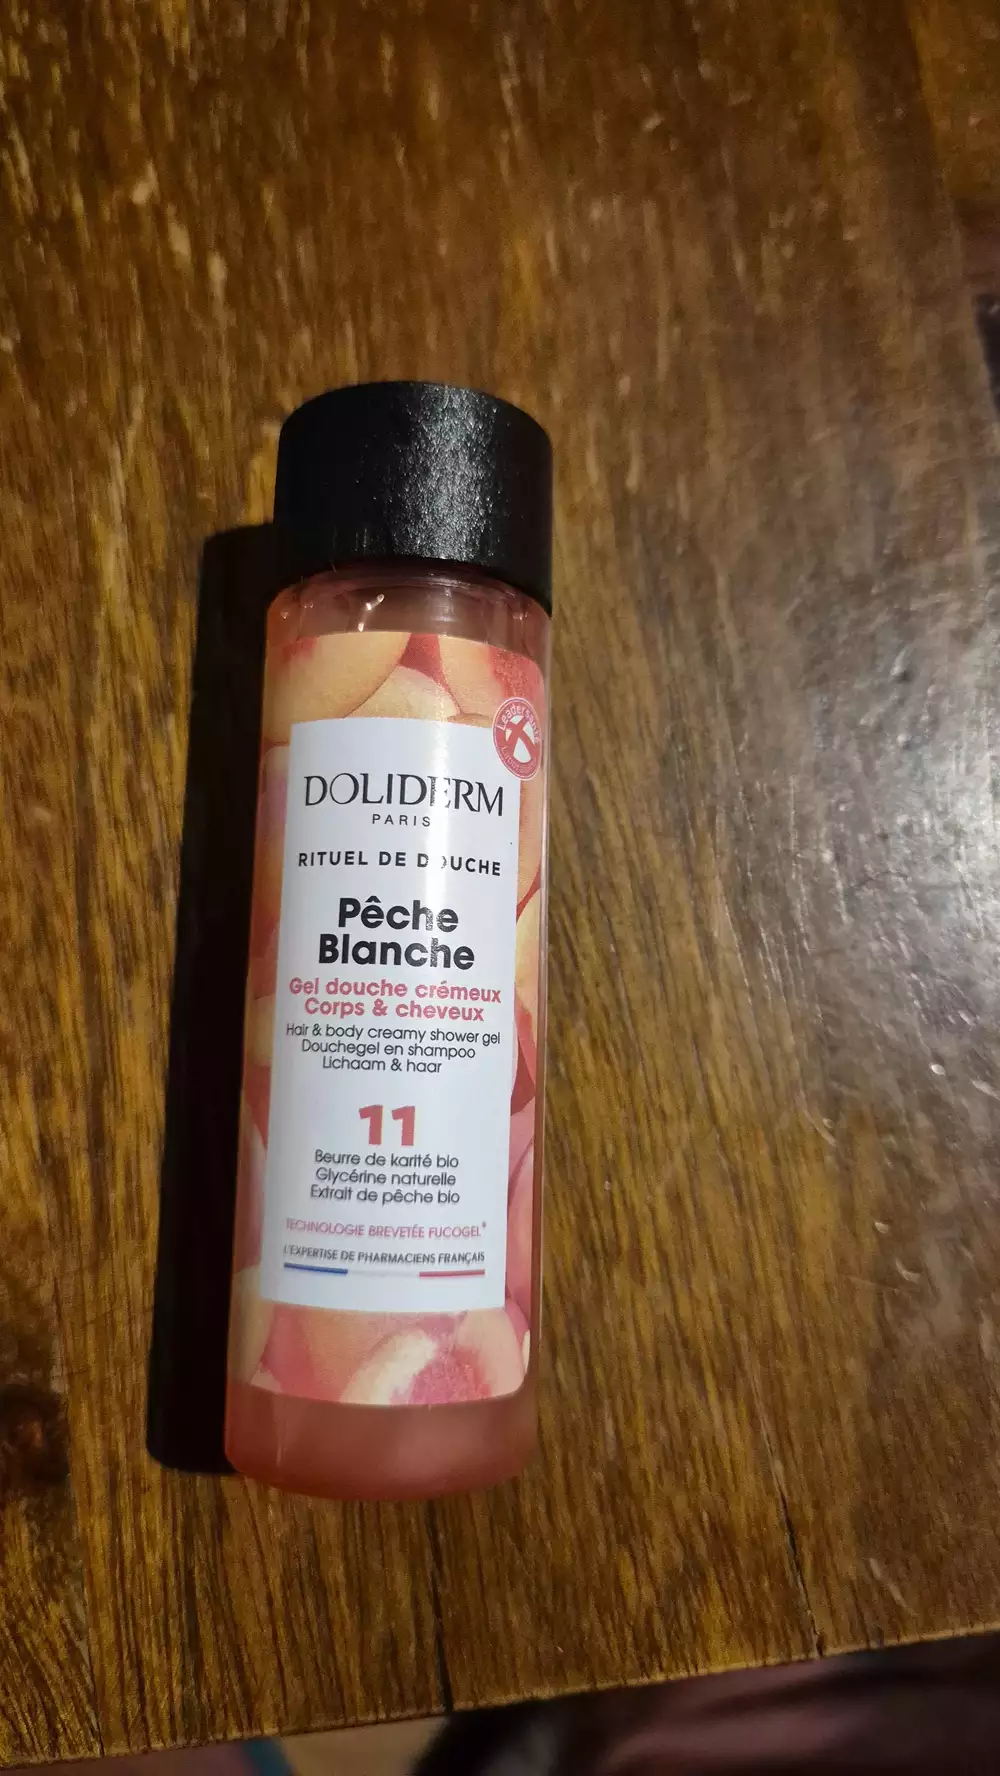 Leadersanté
DOLIDERM
PARIS
RITUEL DE DOUCHE
Pêche
Blanche
Gel douche crémeux
Corps & cheveux
Hair & body creamy shower gel
Douchegel en shampoo
Lichaam & haar
11
Beurre de karité bio
Glycérine naturelle
Extrait de pêche bio
TECHNOLOGIE BREVETÉE FUCOGEL®
L'EXPERTISE DE PHARMACIENS FRANÇAIS